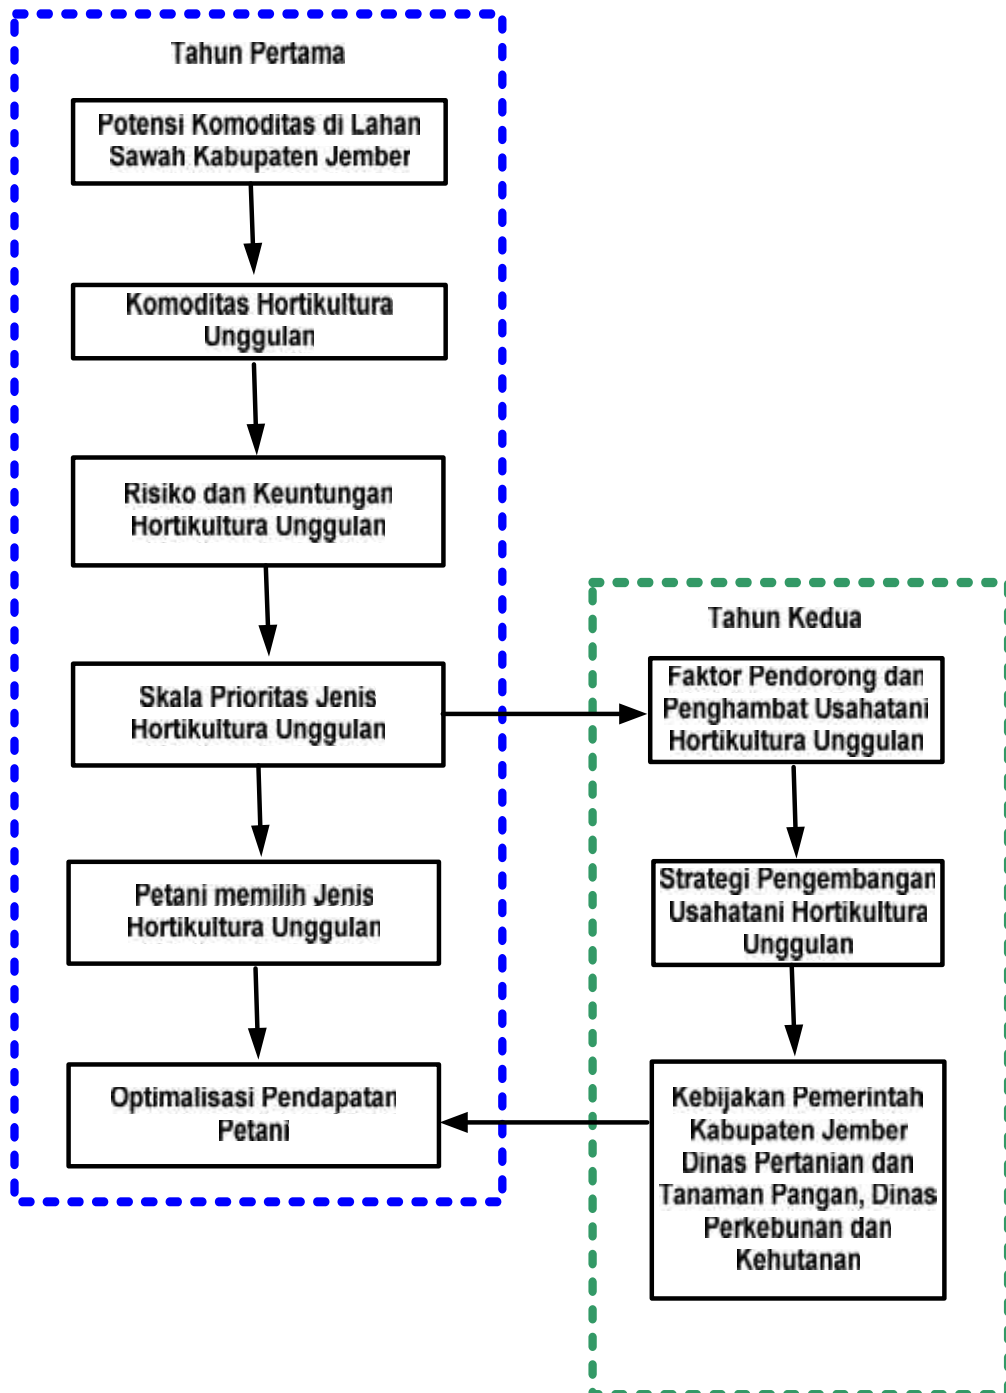 Tahun Pertama
Potensi Komoditas di Lahan
Sawah Kabupaten Jember
Komoditas Hortikultura
Unggulan
Risiko dan Keuntungan
Hortikultura Unggulan
Skala Prioritas Jenis
Hortikultura Unggulan
Petani memilih Jenis
Hortikultura Unggulan
Optimalisasi Pendapatan
Petani
Tahun Kedua
Faktor Pendorong dan
Penghambat Usahatani
Hortikultura Unggulan
Strategi Pengembangan
Usahatani Hortikultura
Unggulan
Kebijakan Pemerintah
Kabupaten Jember
Dinas Pertanian dan
Tanaman Pangan, Dinas
Perkebunan dan
Kehutanan